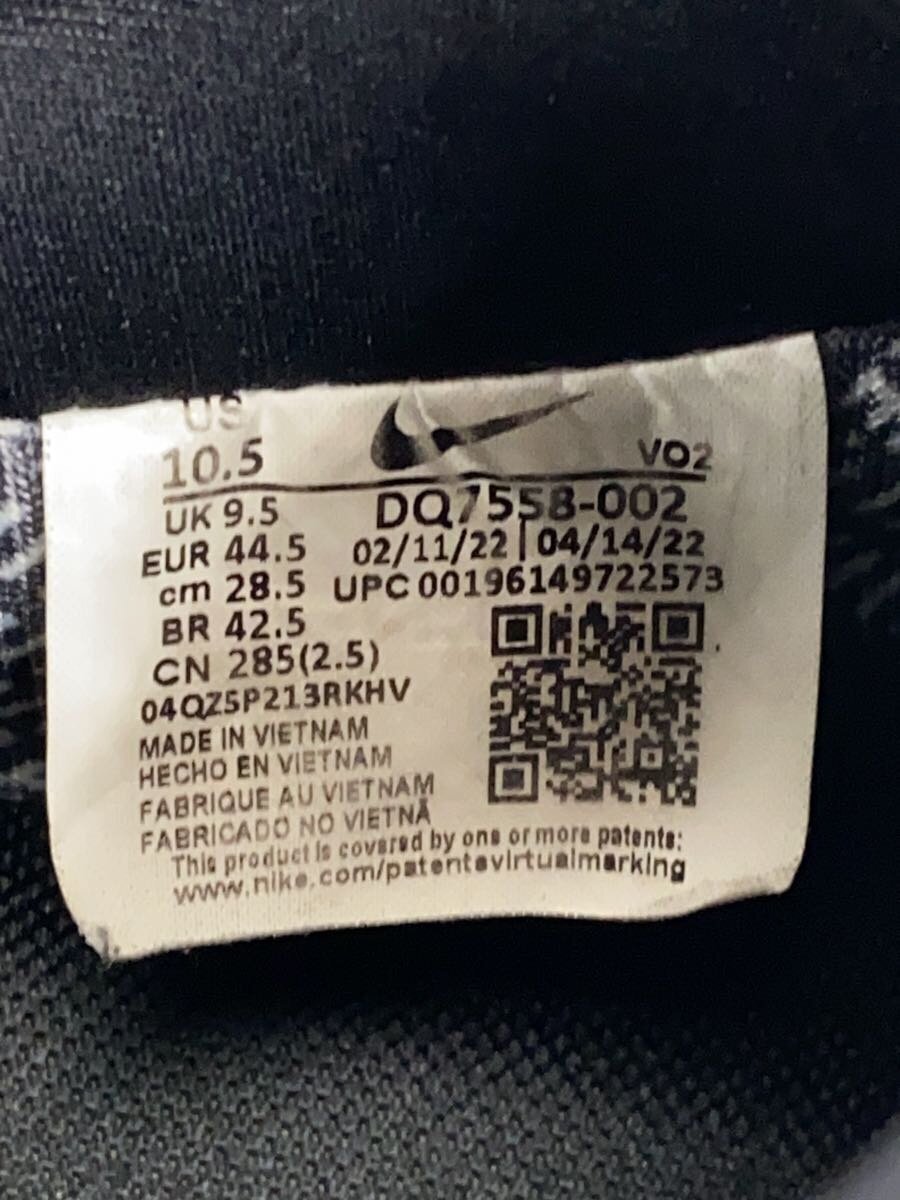 US
10.5
VO2
UK 9.5
DQ7558-002
EUR 44.5
02/11/22 | 04/14/22
cm 28.5
UPC 00196149722573
BR 42.5
CN 285(2.5)
04QZ5P213RKHV
MADE IN VIETNAM
HECHO EN VIETNAM
FABRIQUE AU VIETNAM
FABRICADO NO VIETNÃ
This product is covered by one or more patents:
www.nike.com/patentsvirtualmarking